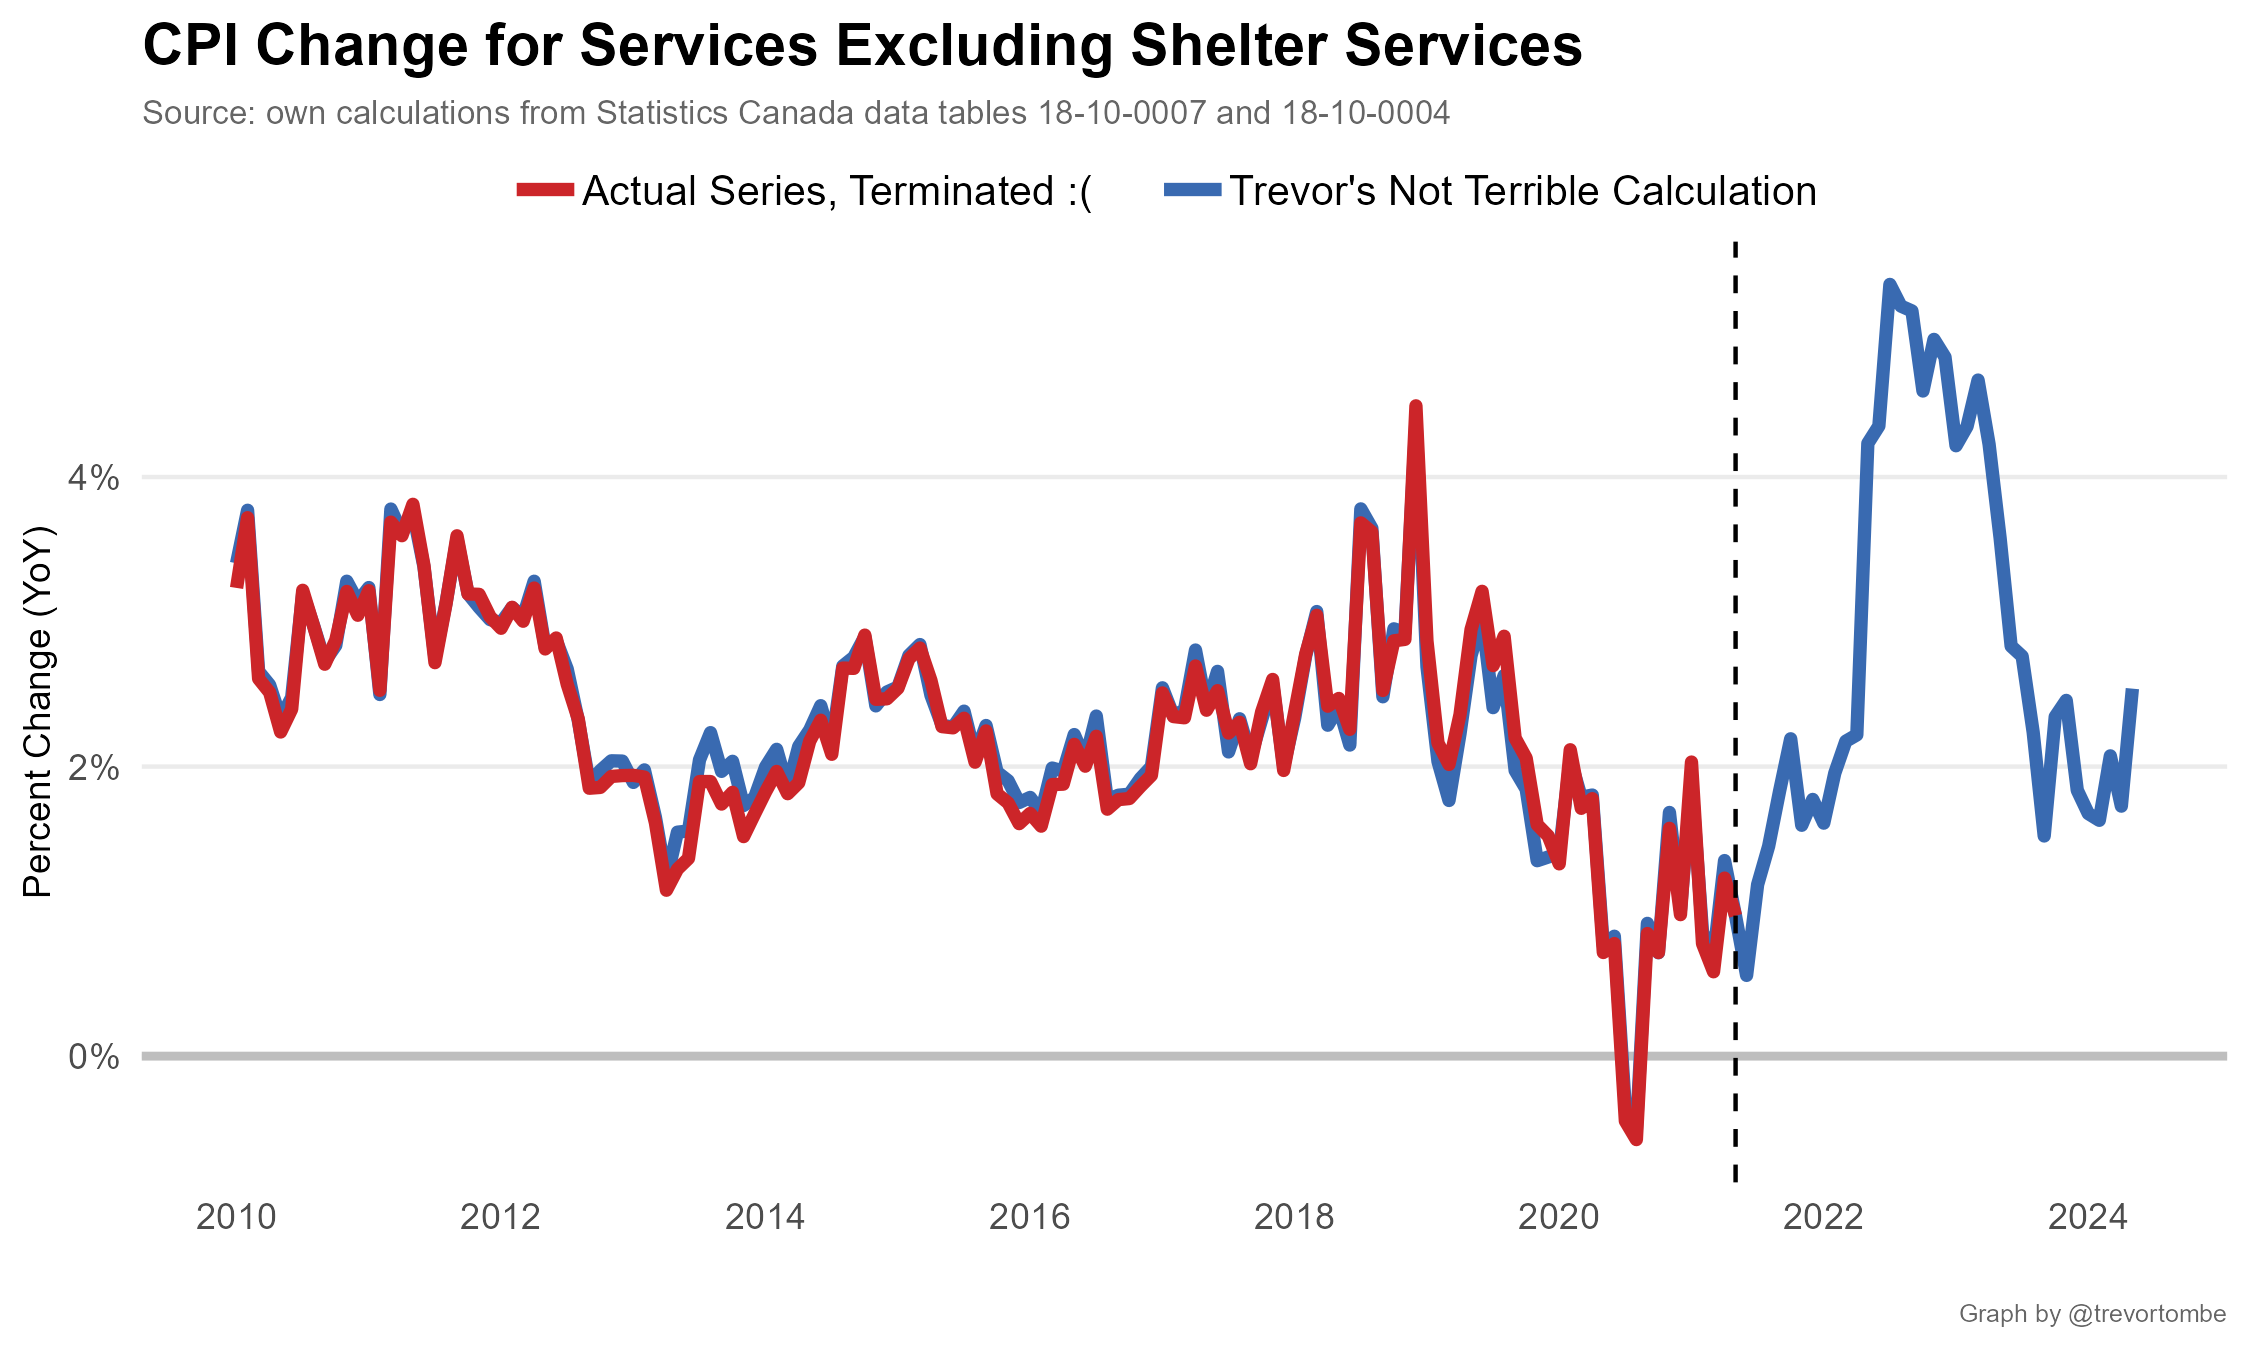 CPI Change for Services Excluding Shelter Services
Source: own calculations from Statistics Canada data tables 18-10-0007 and 18-10-0004
Actual Series, Terminated :(
Trevor's Not Terrible Calculation
Percent Change (YoY)
4%
2%
0%
2010
2012
2014
2016
2018
2020
2022
2024
Graph by @trevortombe